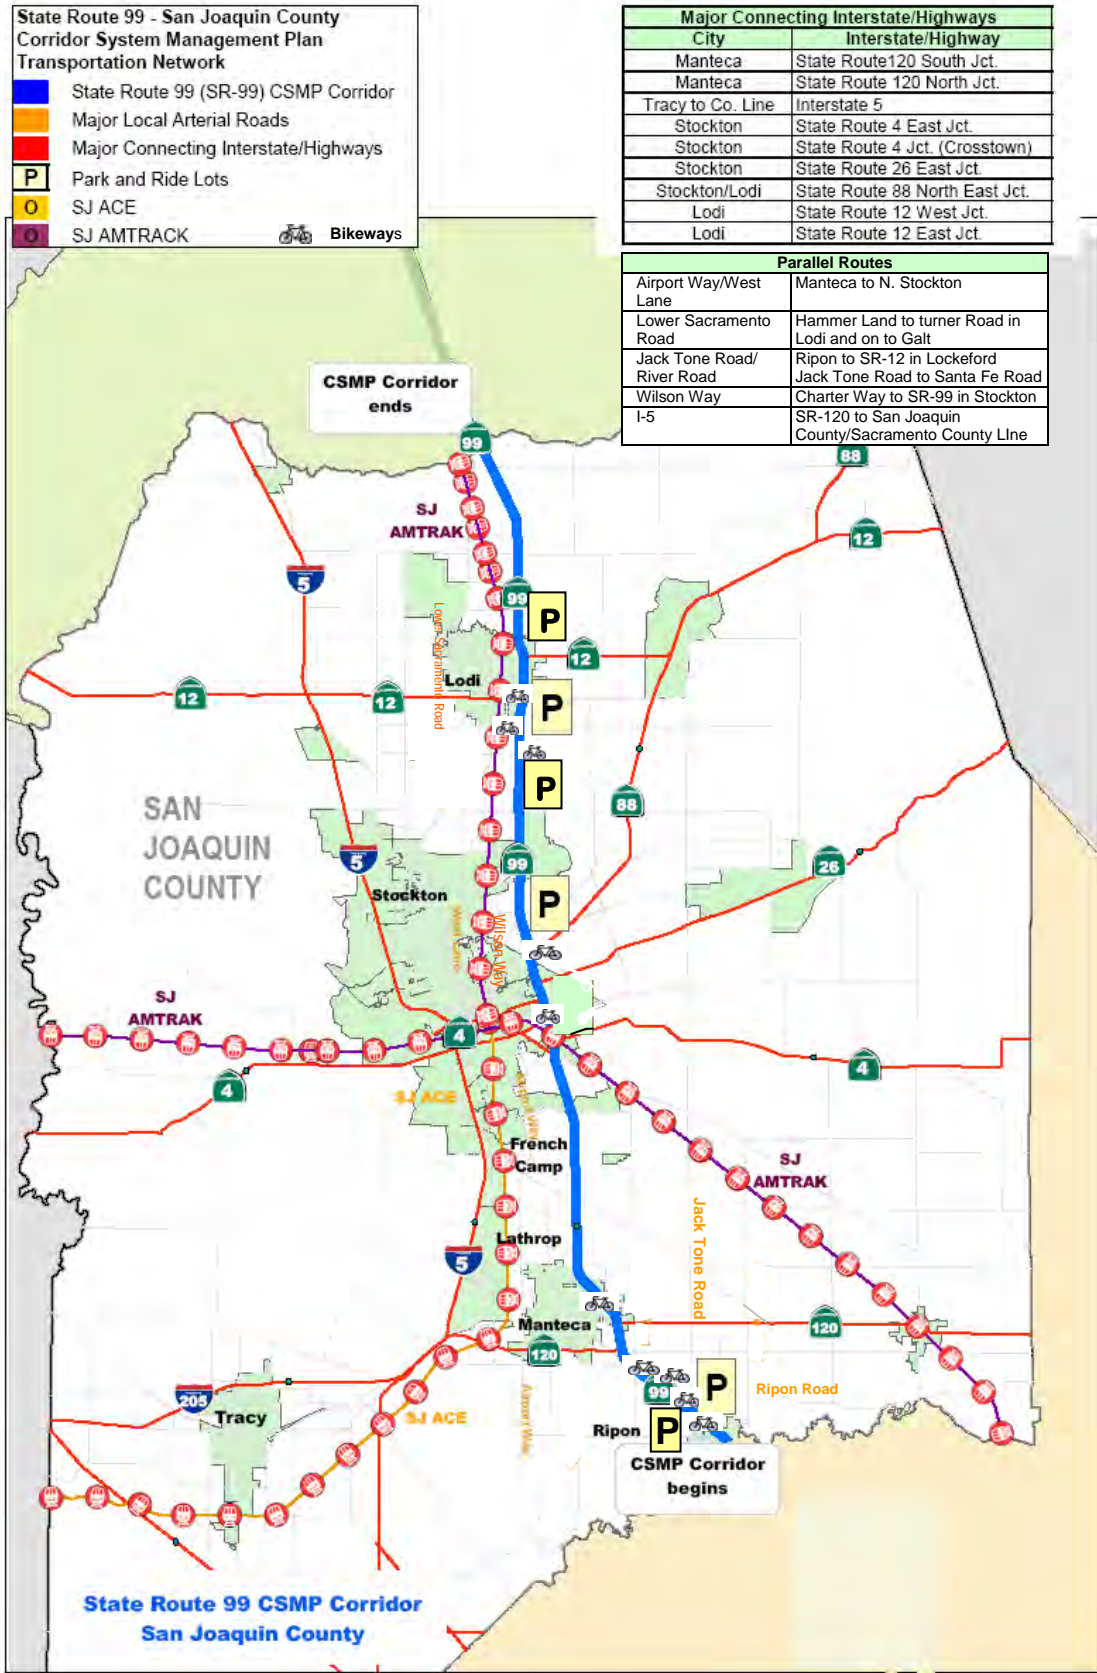 State Route 99 - San Joaquin County
Corridor System Management Plan
Transportation Network
State Route 99 (SR-99) CSMP Corridor
Major Local Arterial Roads
Major Connecting Interstate/Highways
P Park and Ride Lots
O SJ ACE
O SJ AMTRACK Bikeways
Major Connecting Interstate/Highways
City Interstate/Highway
Manteca State Route120 South Jct.
Manteca State Route 120 North Jct.
Tracy to Co. Line Interstate 5
Stockton State Route 4 East Jct.
Stockton State Route 4 Jct. (Crosstown)
Stockton State Route 26 East Jct.
Stockton/Lodi State Route 88 North East Jct.
Lodi State Route 12 West Jct.
Lodi State Route 12 East Jct.
Parallel Routes
Airport Way/West Manteca to N. Stockton
Lane
Lower Sacramento Hammer Land to turner Road in
Road Lodi and on to Galt
Jack Tone Road/ Ripon to SR-12 in Lockeford
River Road Jack Tone Road to Santa Fe Road
Wilson Way Charter Way to SR-99 in Stockton
I-5 SR-120 to San Joaquin
County/Sacramento County LIne
CSMP Corridor
ends
99
88
SJ
AMTRAK
12
5
99
P
Lower Sacramento Road
12
Lodi
12
12
P
P
SAN
JOAQUIN
COUNTY
88
5
99
26
Stockton
P
West Lane
Wilson Way
SJ
AMTRAK
4
4
4
SJ ACE
Airport Way
French
Camp
SJ
AMTRAK
Jack Tone Road
Lathrop
5
Manteca
120
120
205
Tracy
SJ ACE
Airport Way
99
P
Ripon Road
Ripon
P
CSMP Corridor
begins
State Route 99 CSMP Corridor
San Joaquin County